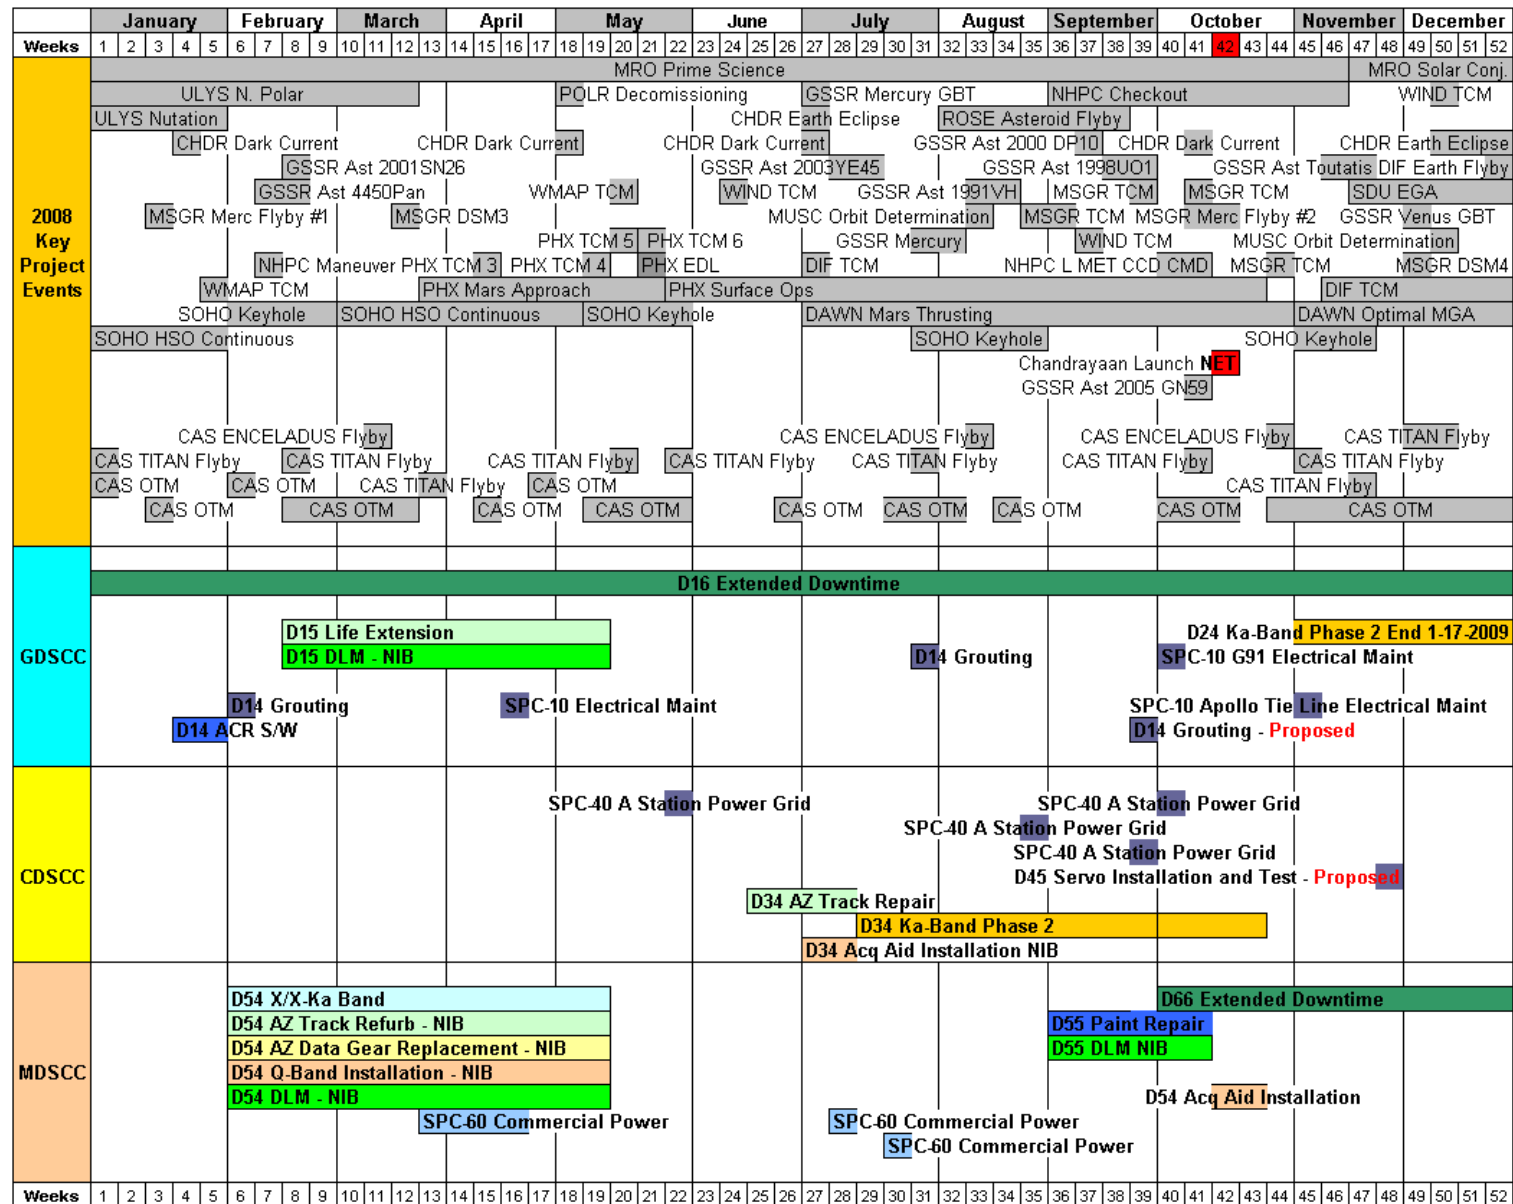 January February March April May June July August September October November December
Weeks 1 2 3 4 5 6 7 8 9 10 11 12 13 14 15 16 17 18 19 20 21 22 23 24 25 26 27 28 29 30 31 32 33 34 35 36 37 38 39 40 41 42 43 44 45 46 47 48 49 50 51 52
2008 Key Project Events
MRO Prime Science MRO Solar Conj.
ULYS N. Polar POLR Decomissioning GSSR Mercury GBT NHPC Checkout WIND TCM
ULYS Nutation CHDR Earth Eclipse ROSE Asteroid Flyby
CHDR Dark Current CHDR Dark Current CHDR Dark Current GSSR Ast 2000 DP10 CHDR Dark Current CHDR Earth Eclipse
GSSR Ast 2001SN26 GSSR Ast 2003YE45 GSSR Ast 1998UO1 GSSR Ast Toutatis DIF Earth Flyby
GSSR Ast 4450Pan WMAP TCM WIND TCM GSSR Ast 1991VH MSGR TCM MSGR TCM SDU EGA
MSGR Merc Flyby #1 MSGR DSM3 MUSC Orbit Determination MSGR TCM MSGR Merc Flyby #2 GSSR Venus GBT
PHX TCM 5 PHX TCM 6 GSSR Mercury WIND TCM MUSC Orbit Determination
NHPC Maneuver PHX TCM 3 PHX TCM 4 PHX EDL DIF TCM NHPC L MET CCD CMD MSGR TCM MSGR DSM4
WMAP TCM PHX Mars Approach PHX Surface Ops DIF TCM
SOHO Keyhole SOHO HSO Continuous SOHO Keyhole DAWN Mars Thrusting DAWN Optimal MGA
SOHO HSO Continuous SOHO Keyhole SOHO Keyhole
Chandrayaan Launch NET
GSSR Ast 2005 GN59
CAS ENCELADUS Flyby CAS ENCELADUS Flyby CAS ENCELADUS Flyby CAS TITAN Flyby
CAS TITAN Flyby CAS TITAN Flyby CAS TITAN Flyby CAS TITAN Flyby CAS TITAN Flyby CAS TITAN Flyby CAS TITAN Flyby
CAS OTM CAS OTM CAS TITAN Flyby CAS OTM CAS TITAN Flyby
CAS OTM CAS OTM CAS OTM CAS OTM CAS OTM CAS OTM CAS OTM CAS OTM CAS OTM
GDSCC
D16 Extended Downtime
D15 Life Extension D24 Ka-Band Phase 2 End 1-17-2009
D15 DLM - NIB D14 Grouting SPC-10 G91 Electrical Maint
D14 Grouting SPC-10 Electrical Maint SPC-10 Apollo Tie Line Electrical Maint
D14 ACR S/W D14 Grouting - Proposed
CDSCC
SPC-40 A Station Power Grid SPC-40 A Station Power Grid
SPC-40 A Station Power Grid
SPC-40 A Station Power Grid
D45 Servo Installation and Test - Proposed
D34 AZ Track Repair
D34 Ka-Band Phase 2
D34 Acq Aid Installation NIB
MDSCC
D54 X/X-Ka Band D66 Extended Downtime
D54 AZ Track Refurb - NIB D55 Paint Repair
D54 AZ Data Gear Replacement - NIB D55 DLM NIB
D54 Q-Band Installation - NIB
D54 DLM - NIB D54 Acq Aid Installation
SPC-60 Commercial Power SPC-60 Commercial Power
SPC-60 Commercial Power
Weeks 1 2 3 4 5 6 7 8 9 10 11 12 13 14 15 16 17 18 19 20 21 22 23 24 25 26 27 28 29 30 31 32 33 34 35 36 37 38 39 40 41 42 43 44 45 46 47 48 49 50 51 52